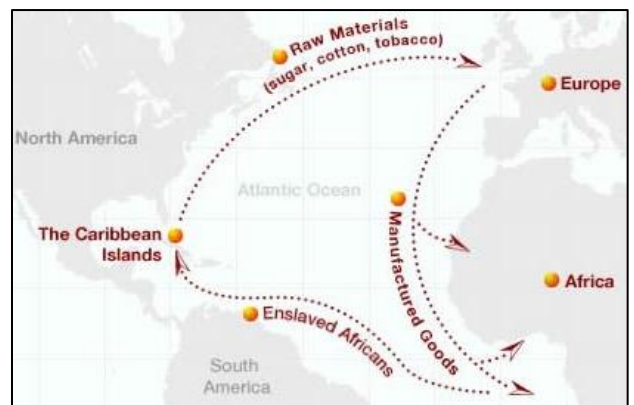 Raw Materials
(sugar, cotton, tobacco)
Europe
North America
Atlantic Ocean
The Caribbean
Islands
Manufactured Goods
Africa
Enslaved Africans
South
America